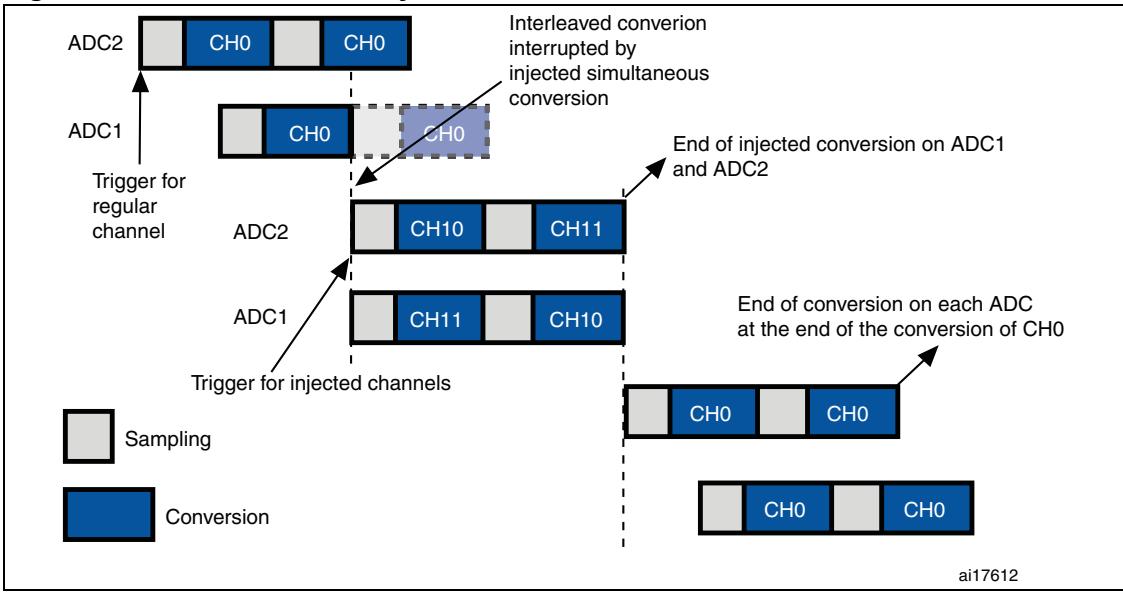 ADC2
CH0
CH0
Interleaved converion
interrupted by
injected simultaneous
conversion
ADC1
CH0
CH0
Trigger for
regular
channel
End of injected conversion on ADC1
and ADC2
ADC2
CH10
CH11
ADC1
CH11
CH10
Trigger for injected channels
End of conversion on each ADC
at the end of the conversion of CH0
CH0
CH0
Sampling
CH0
CH0
Conversion
ai17612